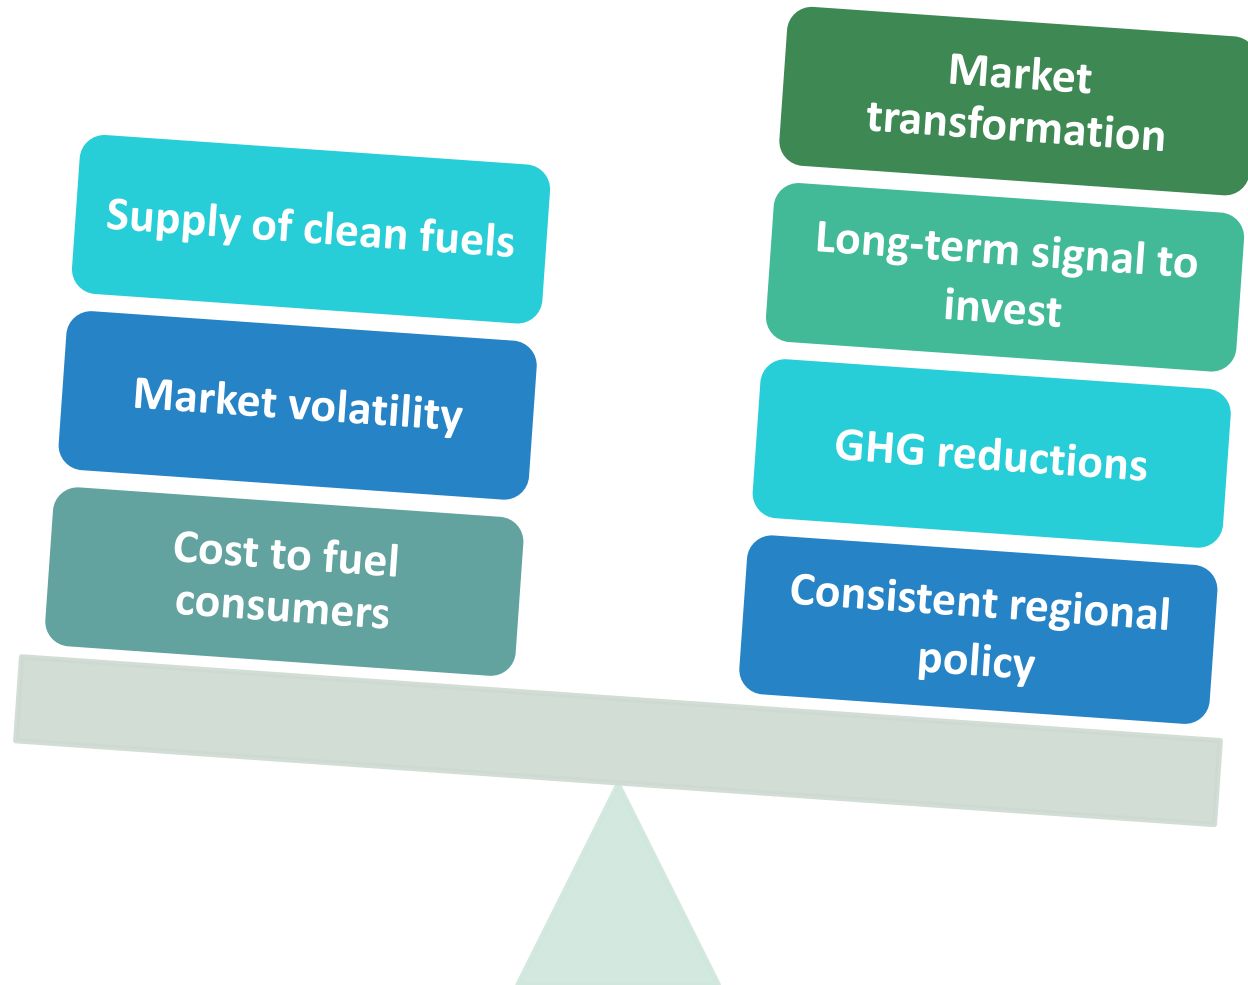 Supply of clean fuels
Market volatility
Cost to fuel
consumers
Market
transformation
Long-term signal to
invest
GHG reductions
Consistent regional
policy